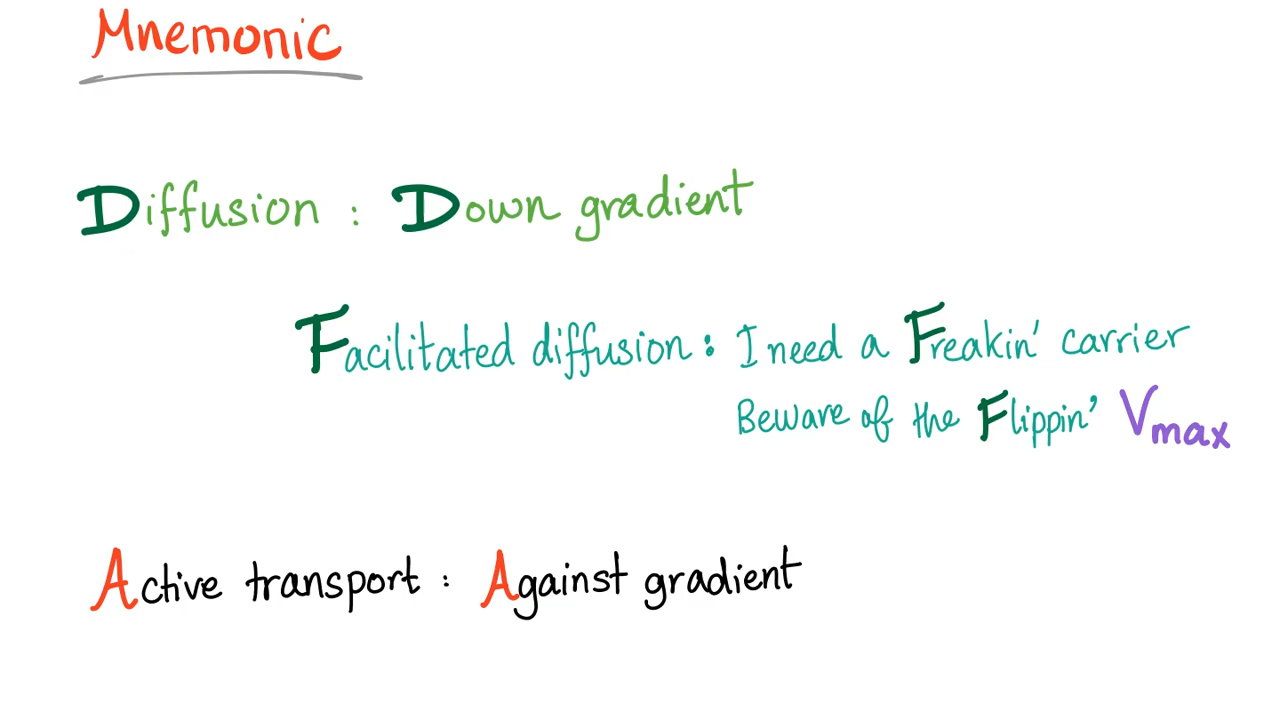 Mnemonic
Diffusion : Down gradient
Facilitated diffusion: I need a Freakin' carrier
Beware of the Flippin' Vmax
Active transport : Against gradient